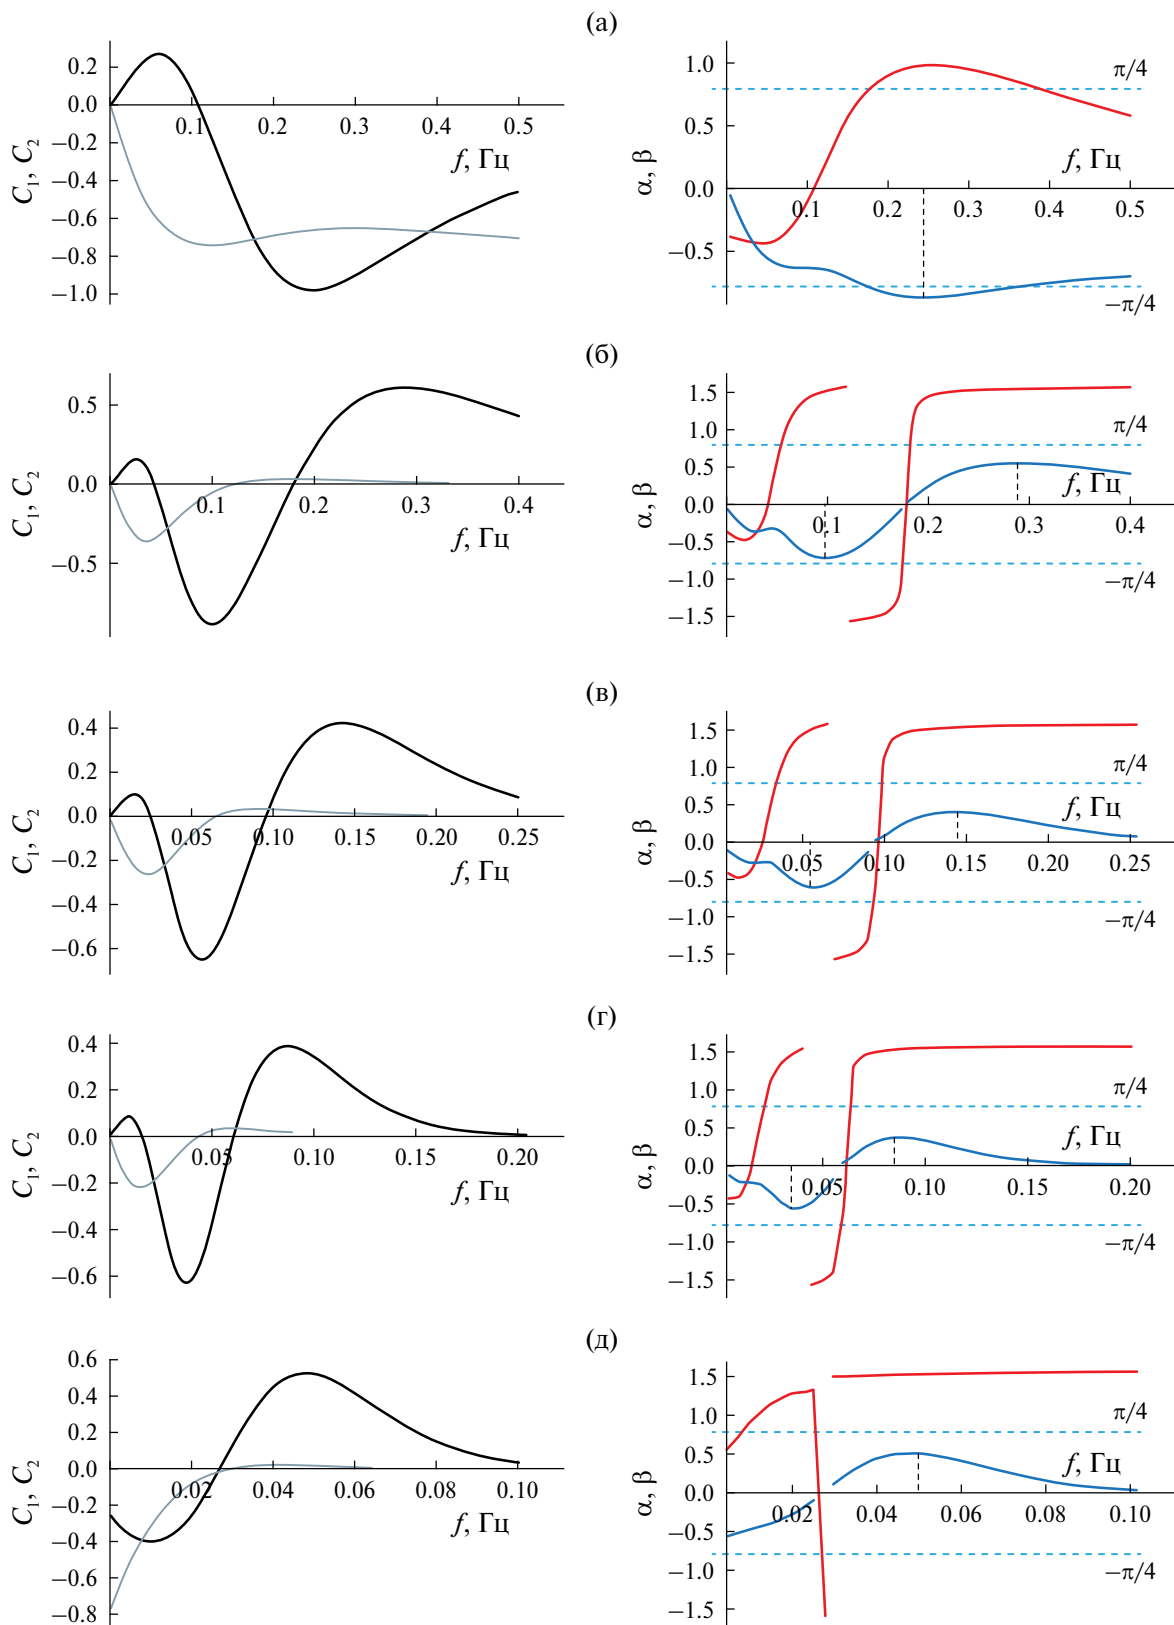 (а)
0.2
0.0
−0.2
−0.4
−0.6
−0.8
−1.0
0.1 0.2 0.3 0.4 0.5
f, Гц
C1, C2
1.0
0.5
0.0
−0.5
0.1 0.2 0.3 0.4 0.5
f, Гц
α, β
π/4
−π/4
(б)
0.5
0.0
−0.5
0.1 0.2 0.4
f, Гц
C1, C2
1.5
1.0
0.5
0.0
−0.5
−1.0
−1.5
0.1 0.2 0.3 0.4
f, Гц
α, β
π/4
−π/4
(в)
0.4
0.2
0.0
−0.2
−0.4
−0.6
0.05 0.10 0.15 0.20 0.25
f, Гц
C1, C2
1.5
1.0
0.5
0.0
−0.5
−1.0
−1.5
0.05 0.10 0.15 0.20 0.25
f, Гц
α, β
π/4
−π/4
(г)
0.4
0.2
0.0
−0.2
−0.4
−0.6
0.05 0.10 0.15 0.20
f, Гц
C1, C2
1.5
1.0
0.5
0.0
−0.5
−1.0
−1.5
0.05 0.10 0.15 0.20
f, Гц
α, β
π/4
−π/4
(д)
0.6
0.4
0.2
0.0
−0.2
−0.4
−0.6
−0.8
0.02 0.04 0.06 0.08 0.10
f, Гц
C1, C2
1.5
1.0
0.5
0.0
−0.5
−1.0
−1.5
0.02 0.04 0.06 0.08 0.10
f, Гц
α, β
π/4
−π/4